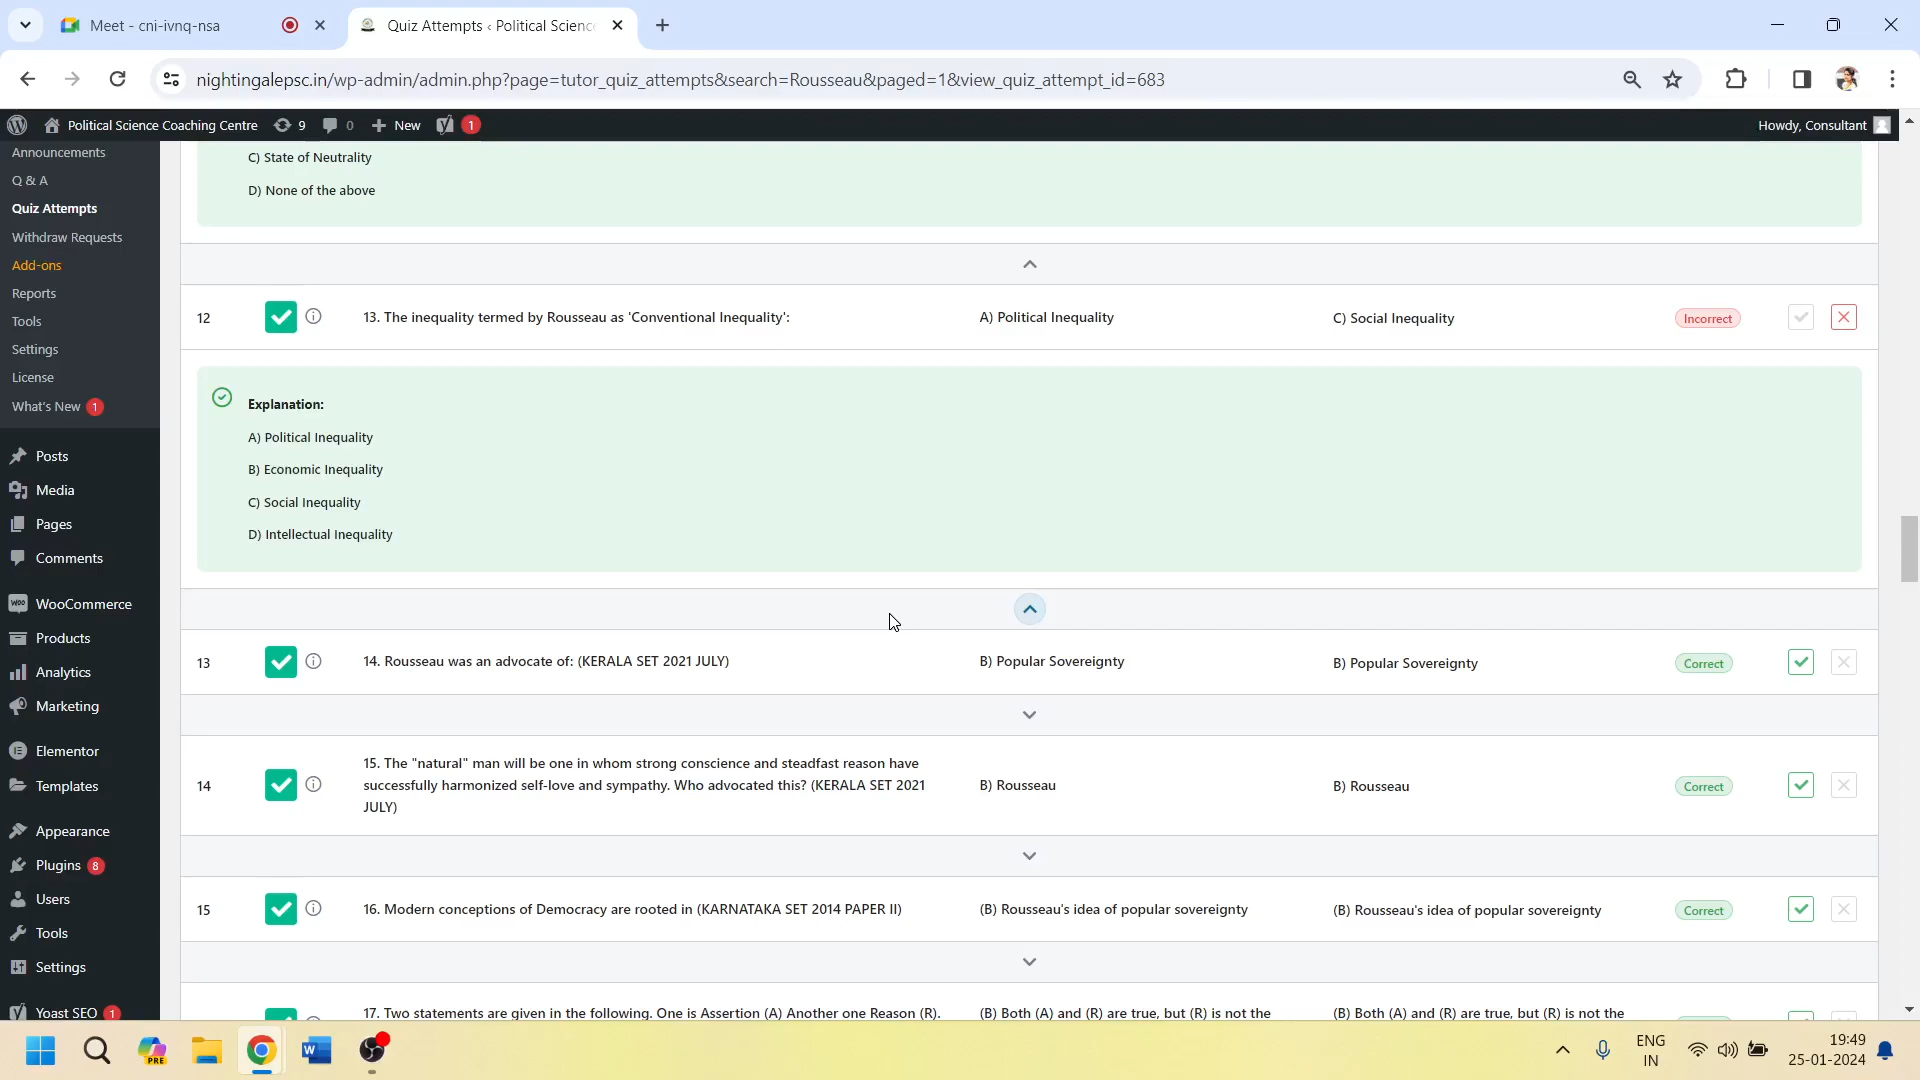 Meet - cni-ivnq-nsa
Quiz Attempts ‹ Political Science
nightingalepsc.in/wp-admin/admin.php?page=tutor_quiz_attempts&search=Rousseau&paged=1&view_quiz_attempt_id=683
Political Science Coaching Centre 9 0 New 1 Howdy, Consultant
Announcements
Q & A
Quiz Attempts
Withdraw Requests
Add-ons
Reports
Tools
Settings
License
What's New 1
Posts
Media
Pages
Comments
WooCommerce
Products
Analytics
Marketing
Elementor
Templates
Appearance
Plugins 8
Users
Tools
Settings
Yoast SEO 1
C) State of Neutrality
D) None of the above
12 13. The inequality termed by Rousseau as 'Conventional Inequality': A) Political Inequality C) Social Inequality Incorrect
Explanation:
A) Political Inequality
B) Economic Inequality
C) Social Inequality
D) Intellectual Inequality
13 14. Rousseau was an advocate of: (KERALA SET 2021 JULY) B) Popular Sovereignty B) Popular Sovereignty Correct
15. The "natural" man will be one in whom strong conscience and steadfast reason have
14 successfully harmonized self-love and sympathy. Who advocated this? (KERALA SET 2021 B) Rousseau B) Rousseau Correct
JULY)
15 16. Modern conceptions of Democracy are rooted in (KARNATAKA SET 2014 PAPER II) (B) Rousseau's idea of popular sovereignty (B) Rousseau's idea of popular sovereignty Correct
17. Two statements are given in the following. One is Assertion (A) Another one Reason (R). (B) Both (A) and (R) are true, but (R) is not the (B) Both (A) and (R) are true, but (R) is not the
PRE
ENG
IN
19:49
25-01-2024